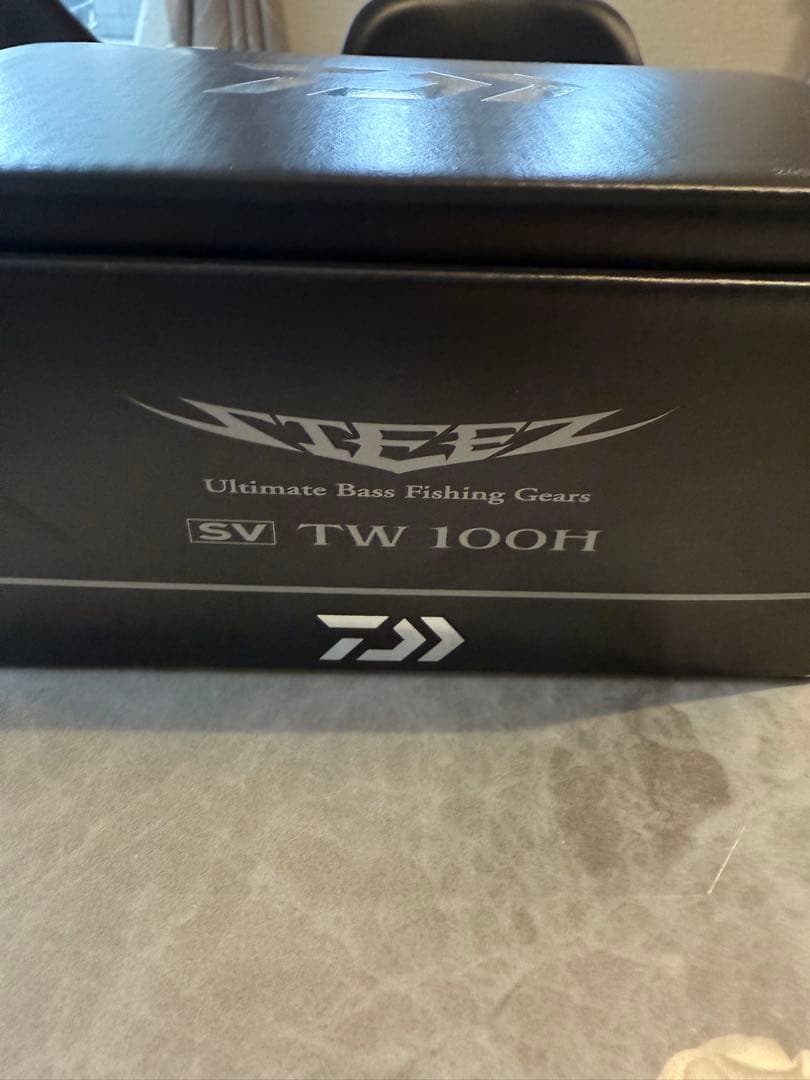 STEEZ
Ultimate Bass Fishing Gears
SV TW 100H